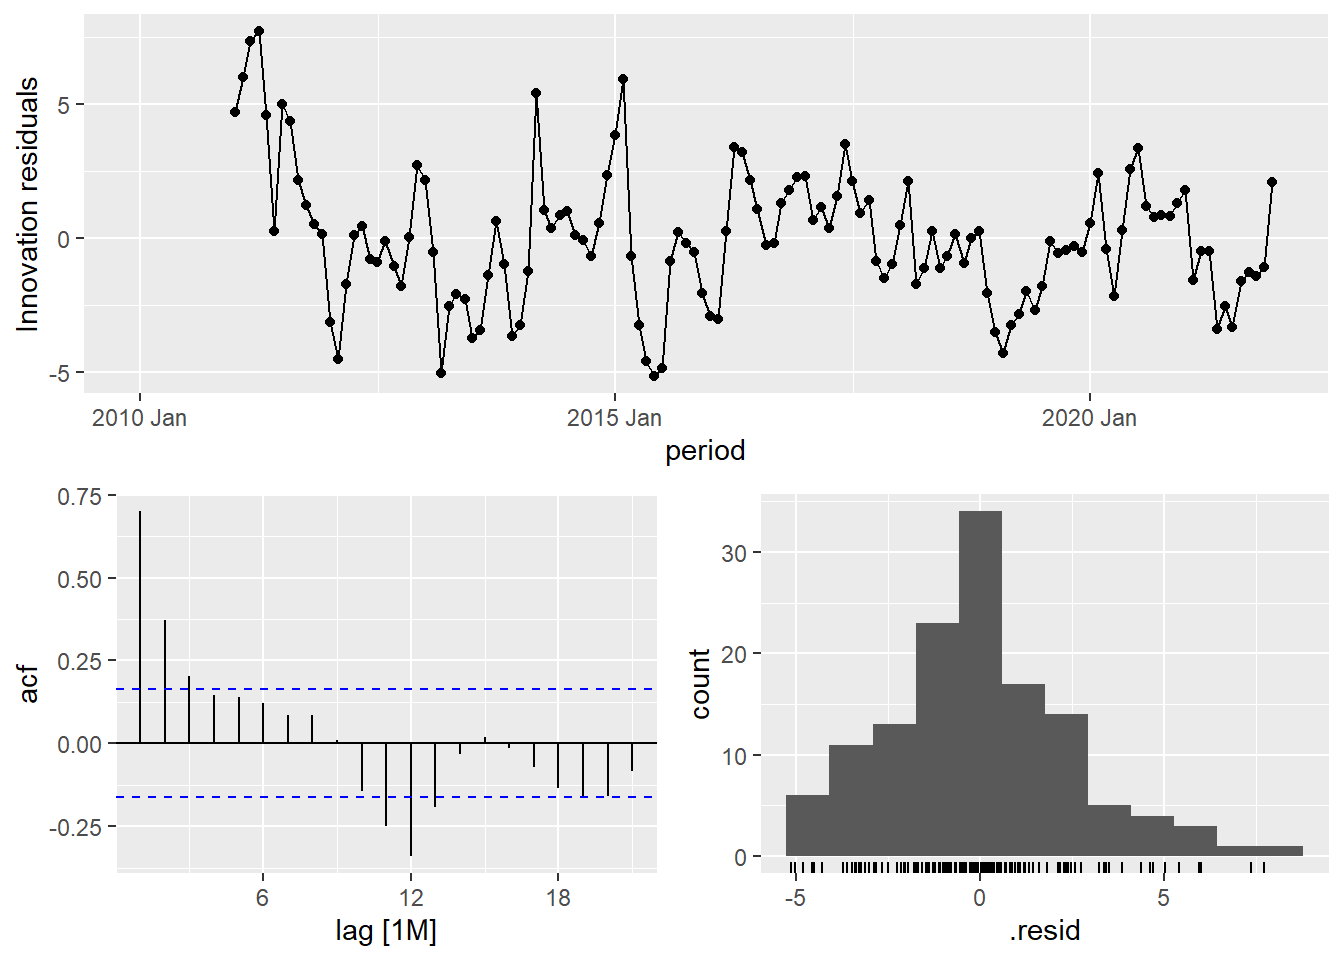 Innovation residuals
5
0
-5
2010 Jan
2015 Jan
2020 Jan
period
acf
0.75
0.50
0.25
0.00
-0.25
6
12
18
lag [1M]
count
30
20
10
0
-5
0
5
.resid